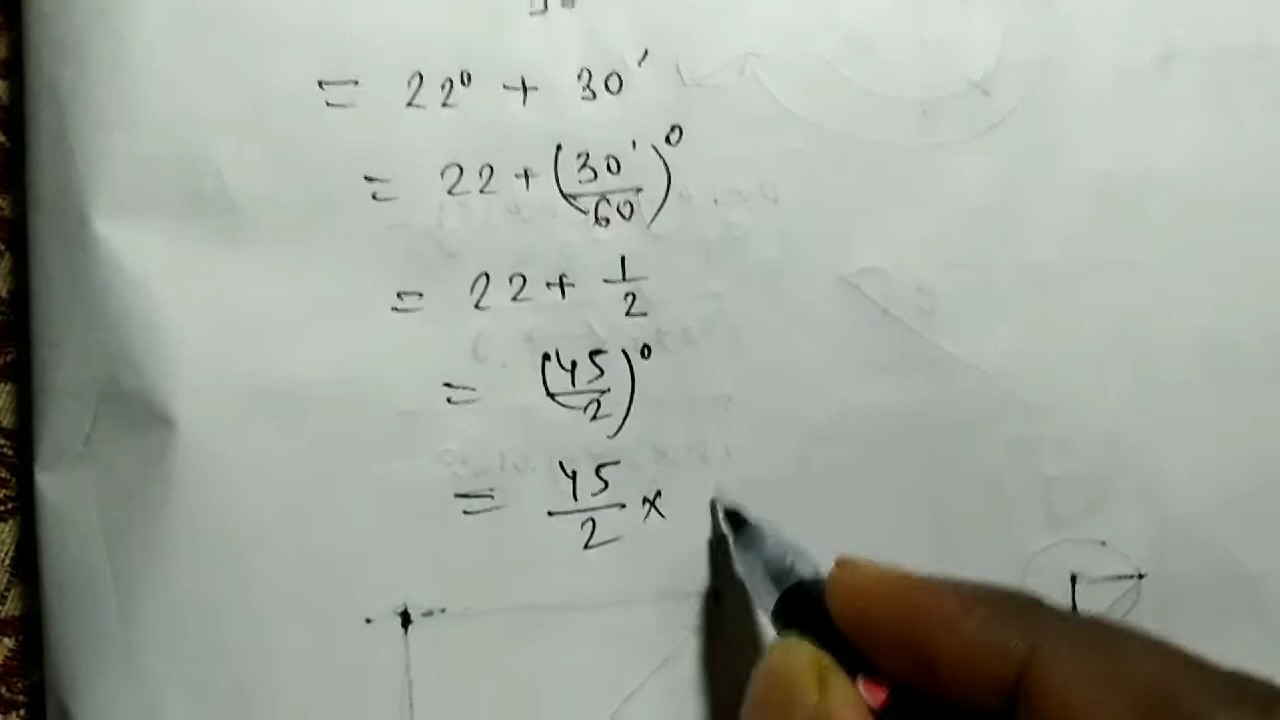 = 22° + 30′
= 22 + (30′/60)°
= 22 + 1/2
= (45/2)°
= 45/2 ×